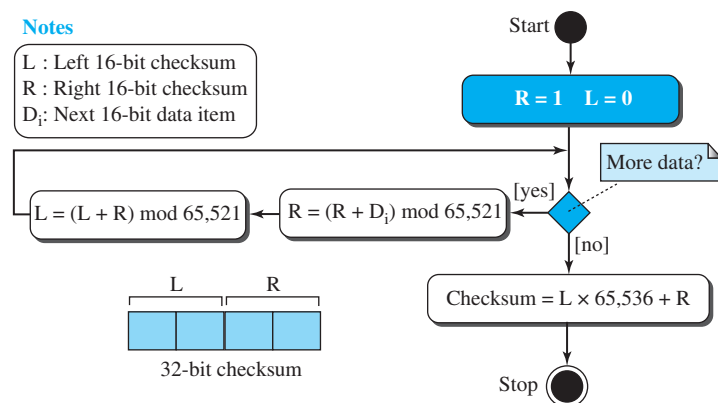 Notes
L : Left 16-bit checksum
R : Right 16-bit checksum
Dᵢ: Next 16-bit data item
Start
R = 1 L = 0
More data?
[yes]
L = (L + R) mod 65,521
R = (R + Dᵢ) mod 65,521
[no]
L R
Checksum = L × 65,536 + R
32-bit checksum
Stop